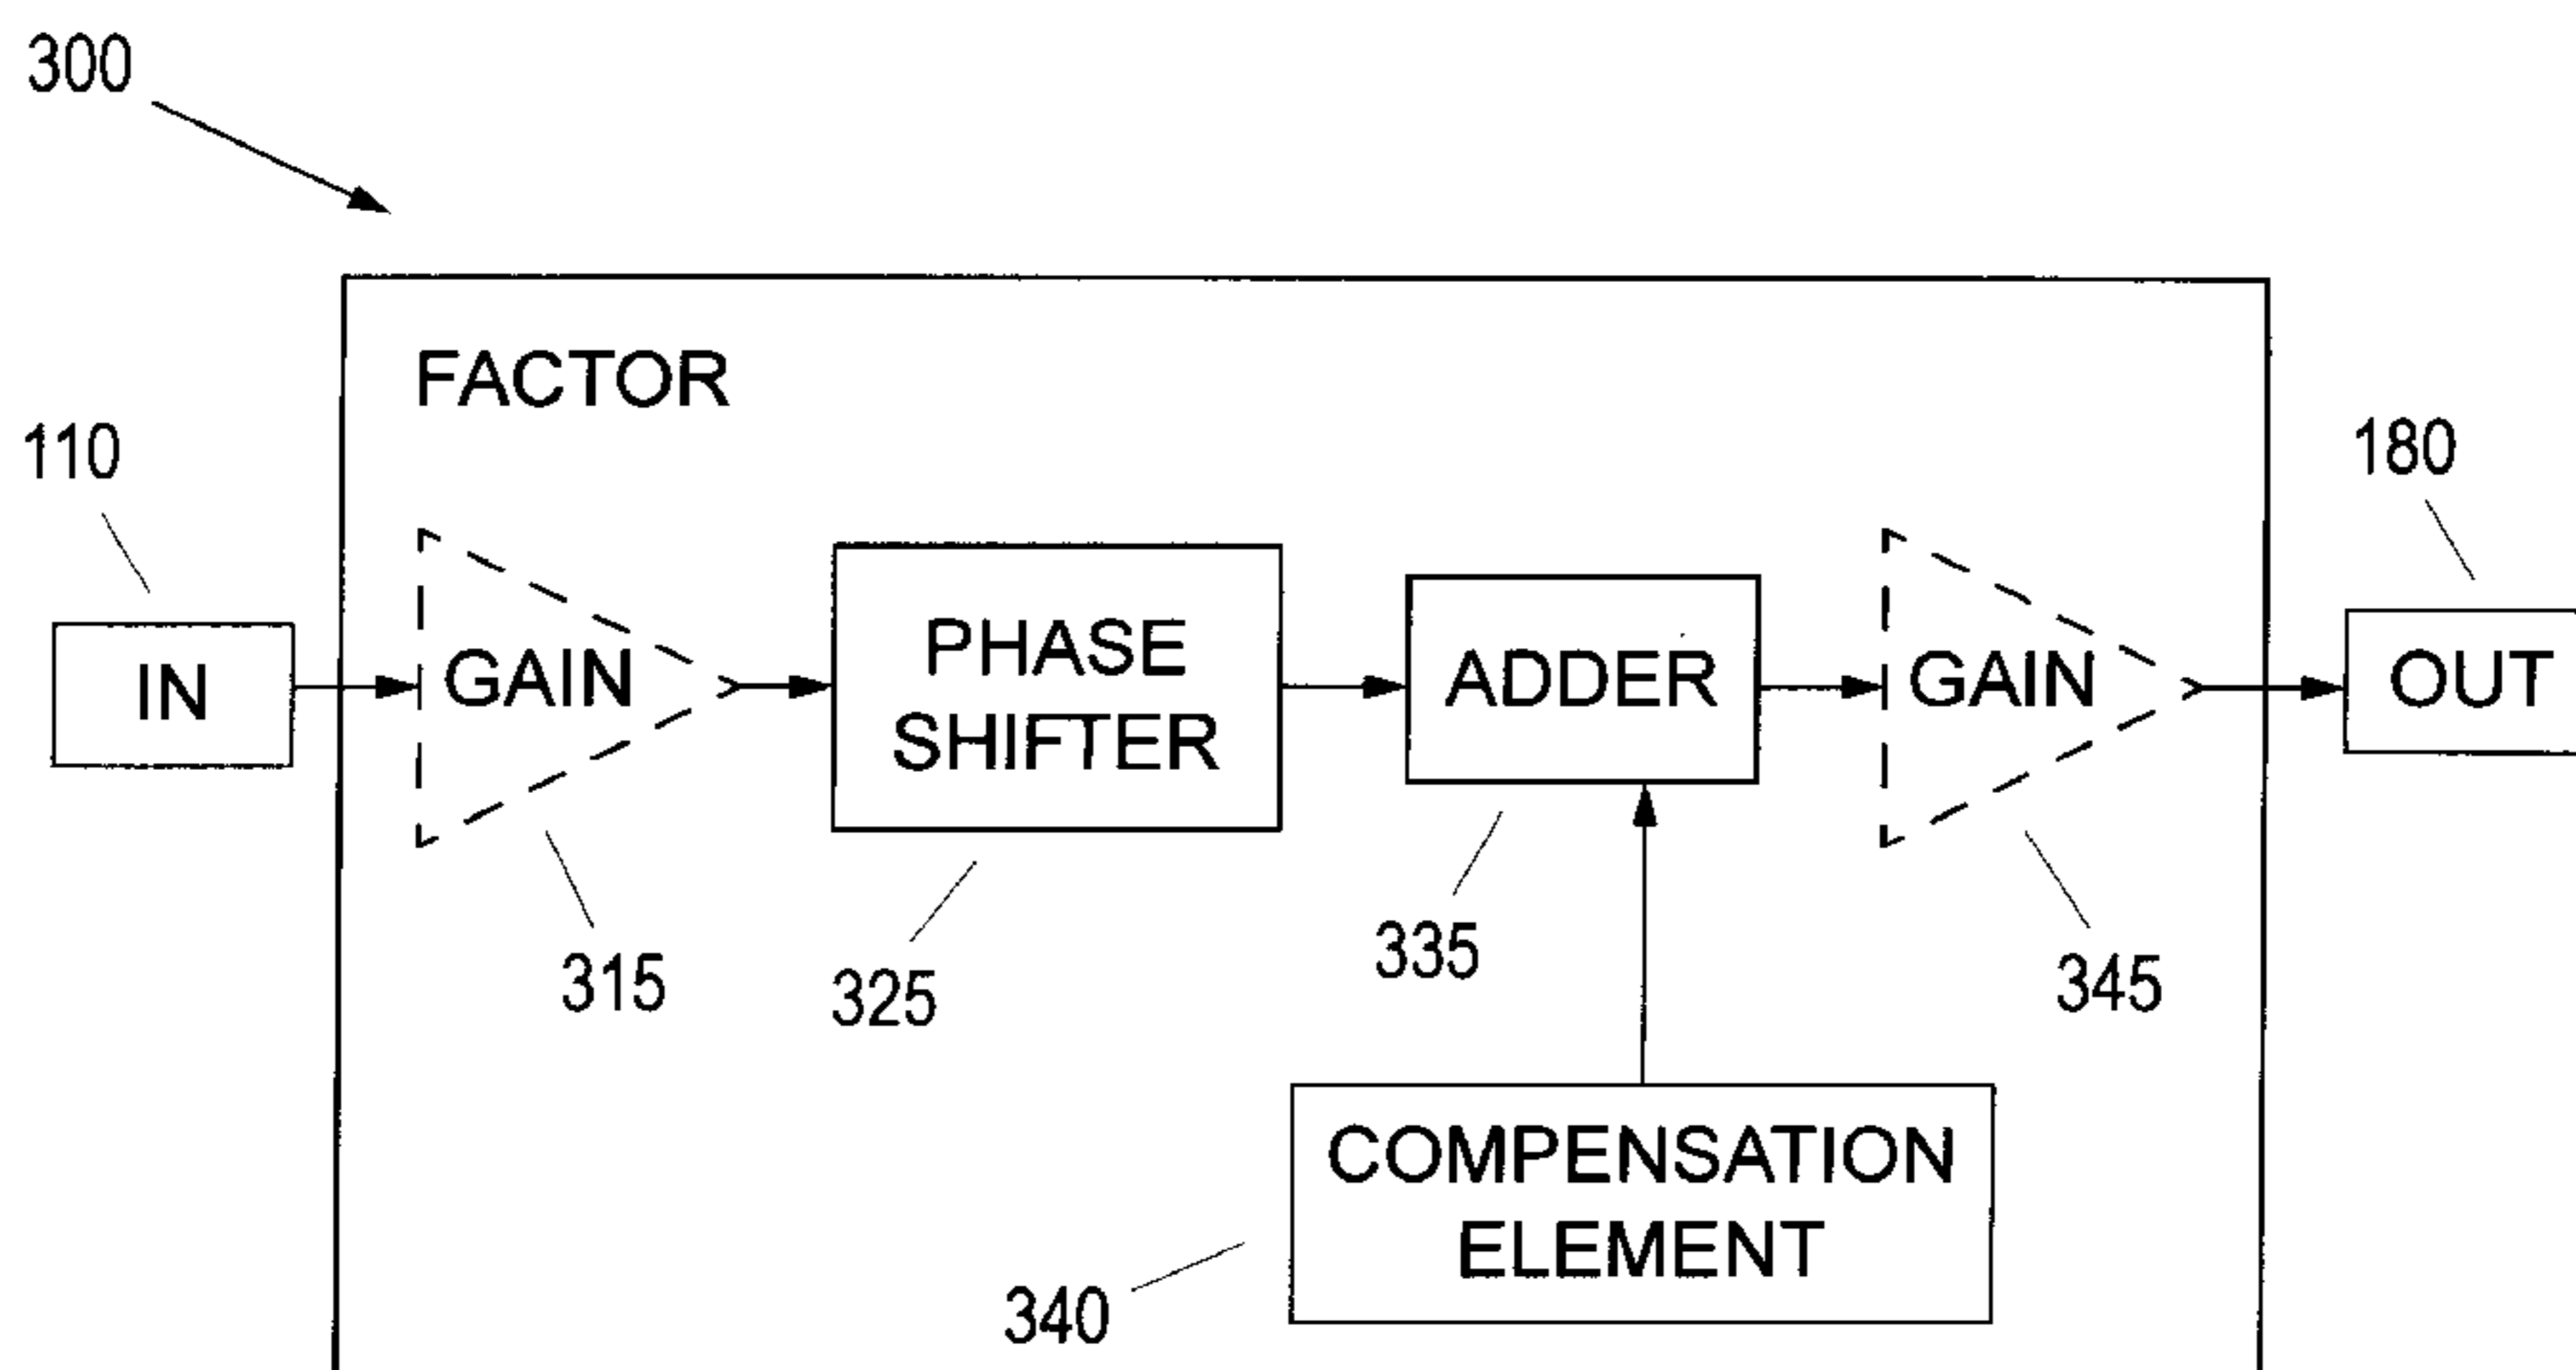 300
FACTOR
110
180
IN
GAIN
PHASE
SHIFTER
ADDER
GAIN
OUT
315
325
335
345
COMPENSATION
ELEMENT
340